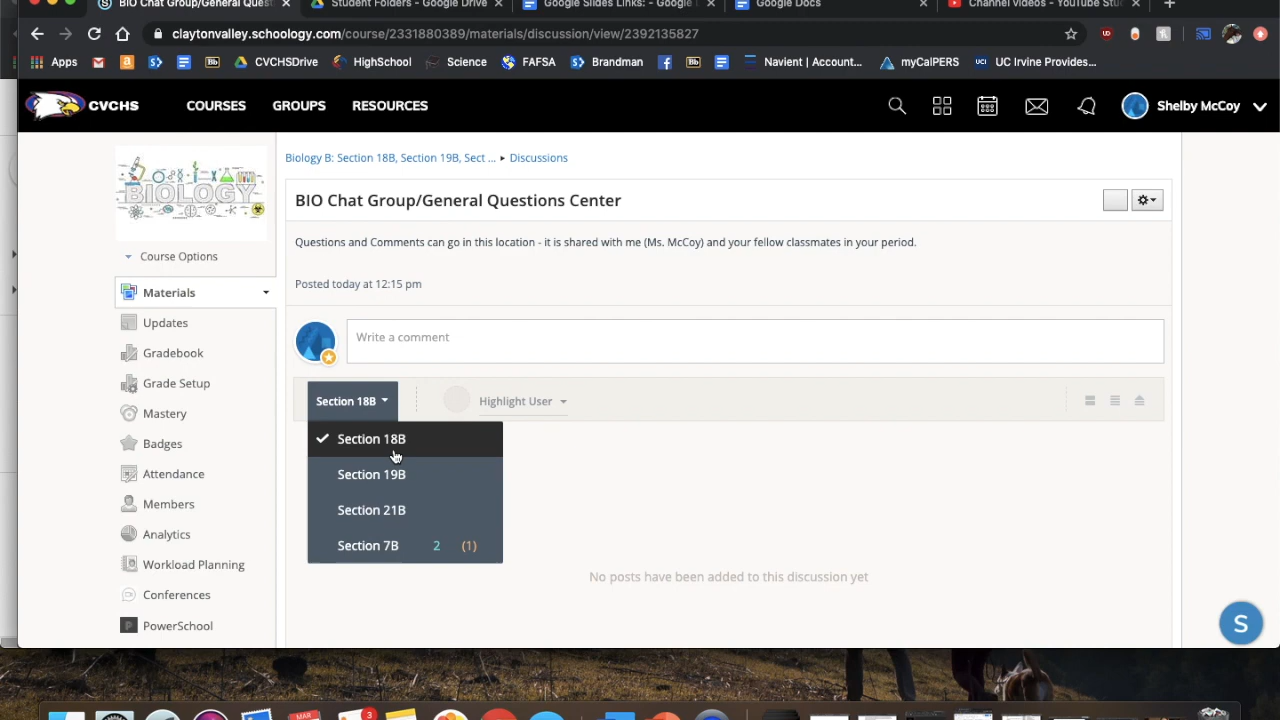 BIO Chat Group/General Quest
Student Folders - Google Drive
Google Slides Links: - Google
Google Docs
Channel videos - YouTube Stu
claytonvalley.schoology.com/course/2331880389/materials/discussion/view/2392135827
Apps
Bb
CVCHSDrive
HighSchool
Science
FAFSA
Brandman
Bb
Navient | Account...
myCalPERS
UCI
UC Irvine Provides...
CVCHS
COURSES
GROUPS
RESOURCES
Shelby McCoy
BIOLOGY
Biology B: Section 18B, Section 19B, Sect ... ▸ Discussions
BIO Chat Group/General Questions Center
Questions and Comments can go in this location - it is shared with me (Ms. McCoy) and your fellow classmates in your period.
Posted today at 12:15 pm
Course Options
Materials
Updates
Gradebook
Grade Setup
Mastery
Badges
Attendance
Members
Analytics
Workload Planning
Conferences
PowerSchool
Write a comment
Section 18B
Highlight User
Section 18B
Section 19B
Section 21B
Section 7B 2 (1)
No posts have been added to this discussion yet
S
MAR
3